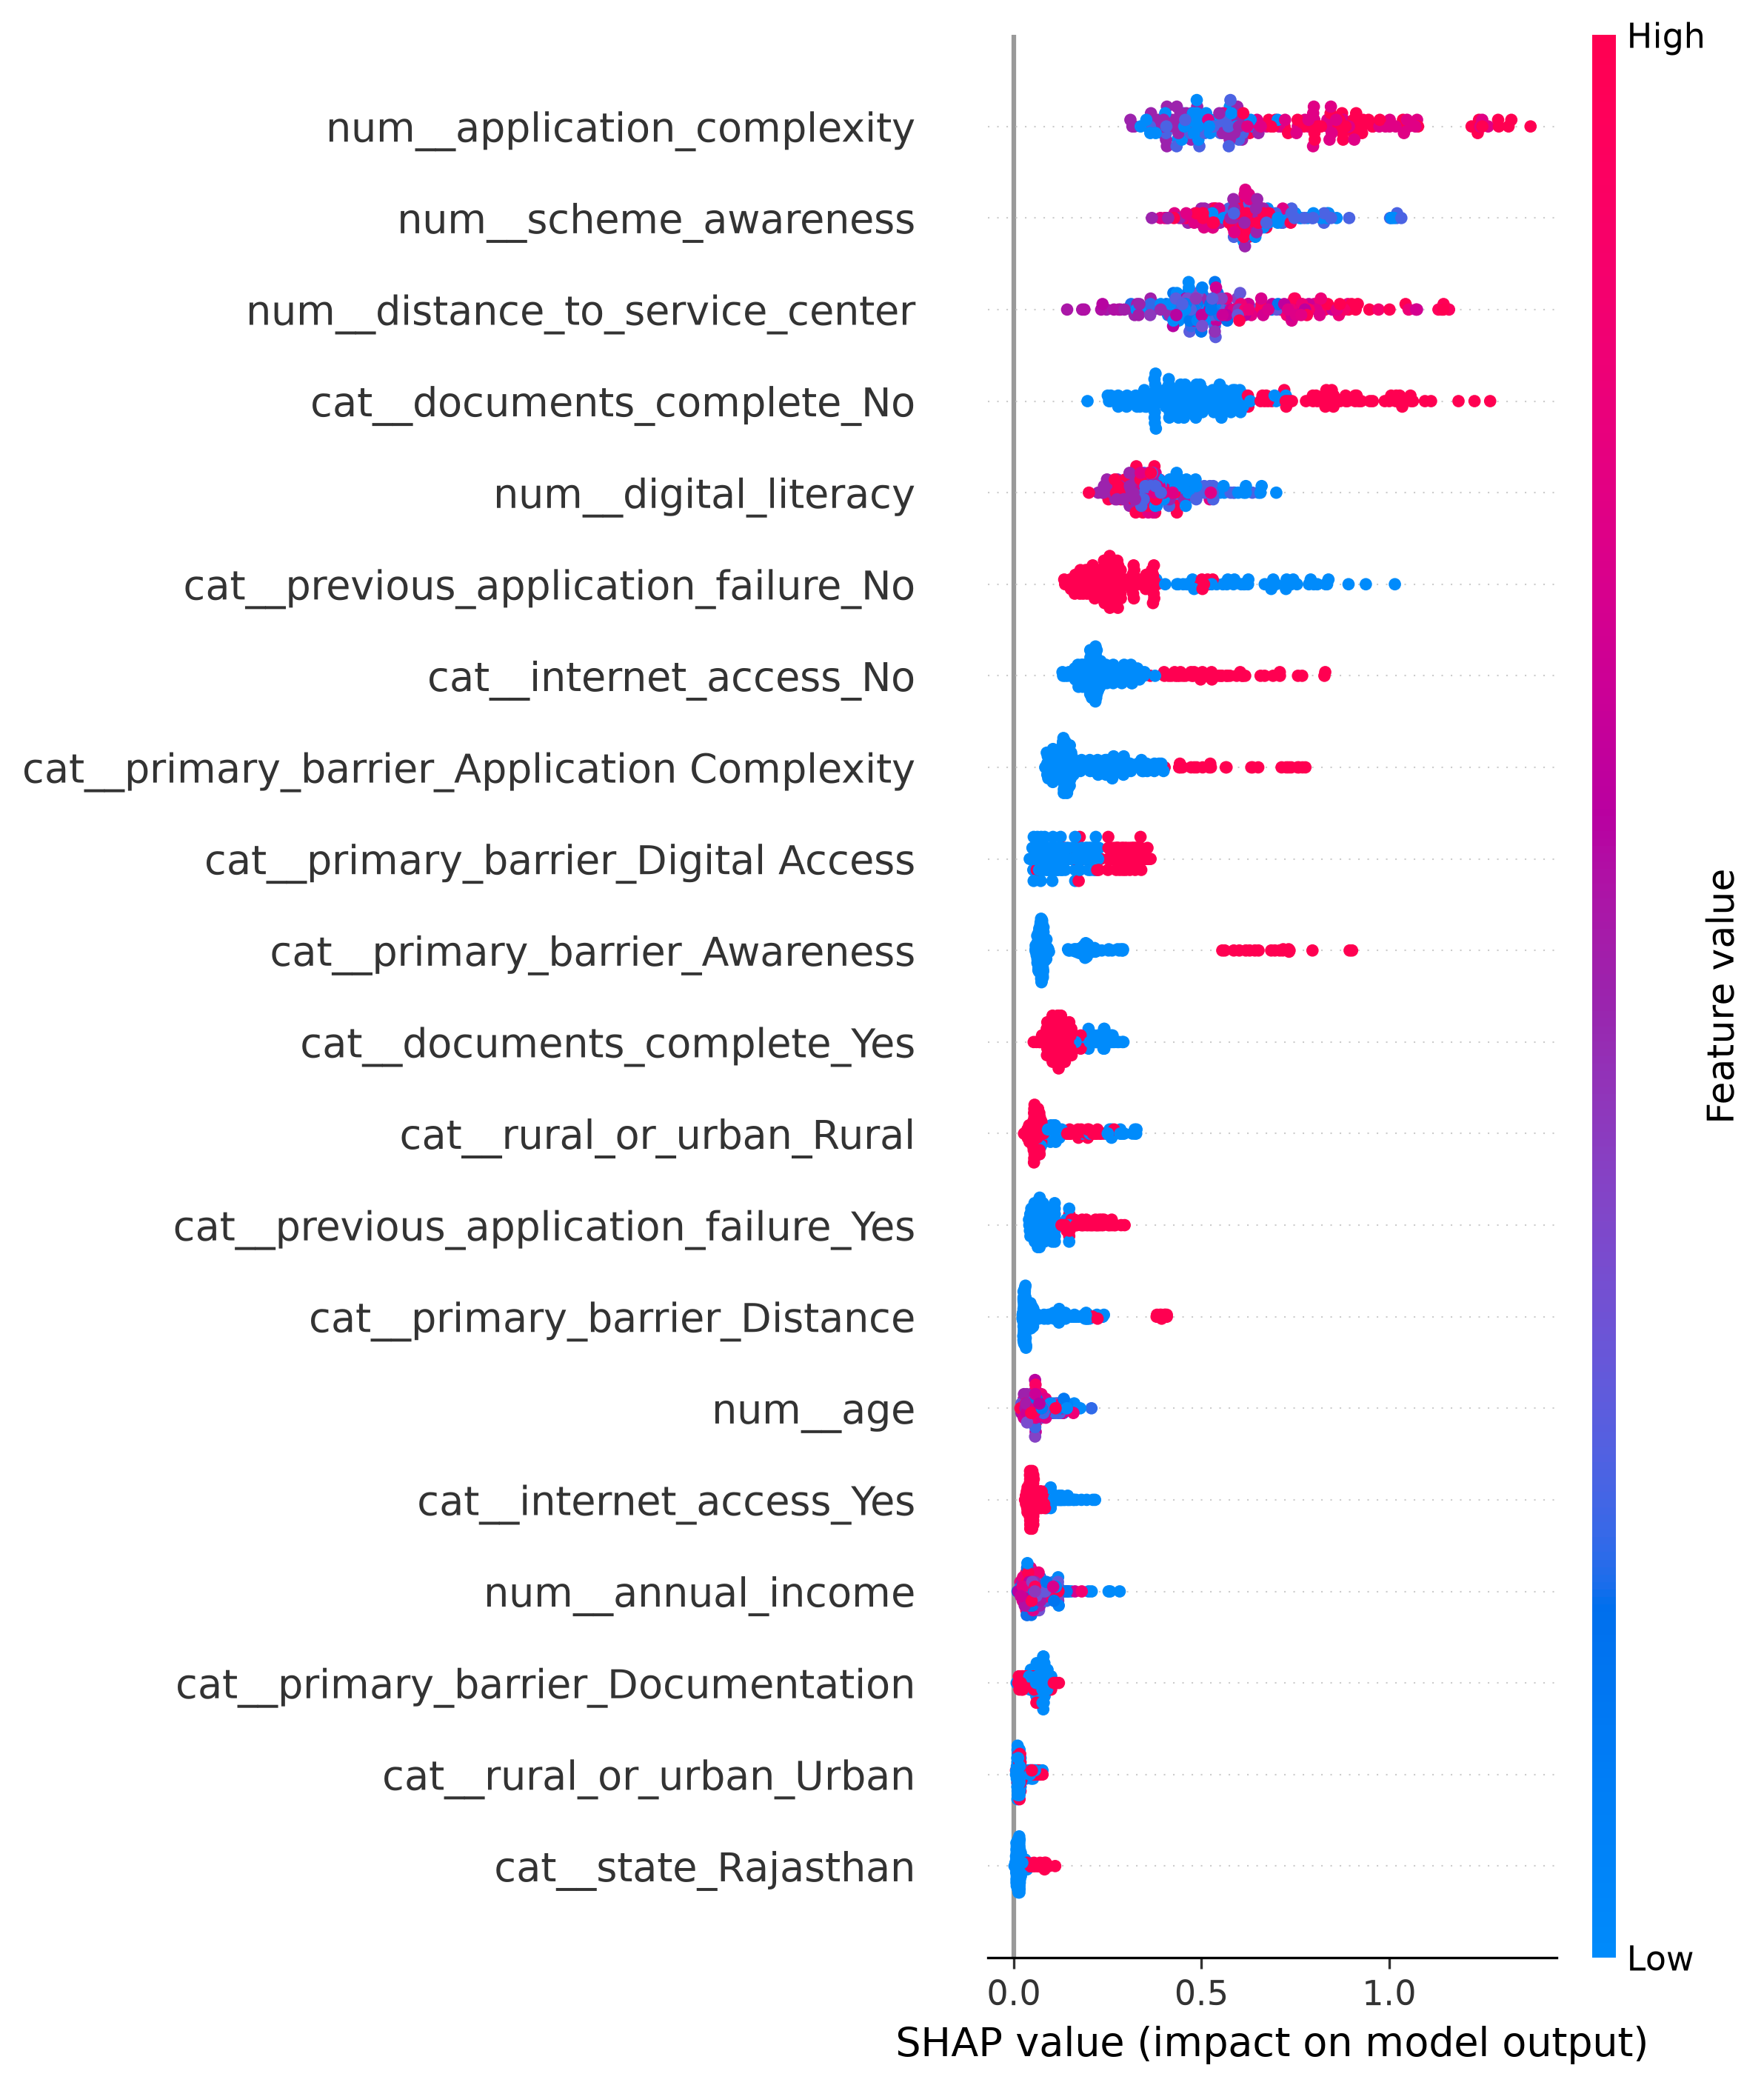 High
num__application_complexity
num__scheme_awareness
num__distance_to_service_center
cat__documents_complete_No
num__digital_literacy
cat__previous_application_failure_No
cat__internet_access_No
cat__primary_barrier_Application Complexity
cat__primary_barrier_Digital Access
cat__primary_barrier_Awareness
cat__documents_complete_Yes
cat__rural_or_urban_Rural
cat__previous_application_failure_Yes
cat__primary_barrier_Distance
num__age
cat__internet_access_Yes
num__annual_income
cat__primary_barrier_Documentation
cat__rural_or_urban_Urban
cat__state_Rajasthan
Feature value
Low
0.0 0.5 1.0
SHAP value (impact on model output)